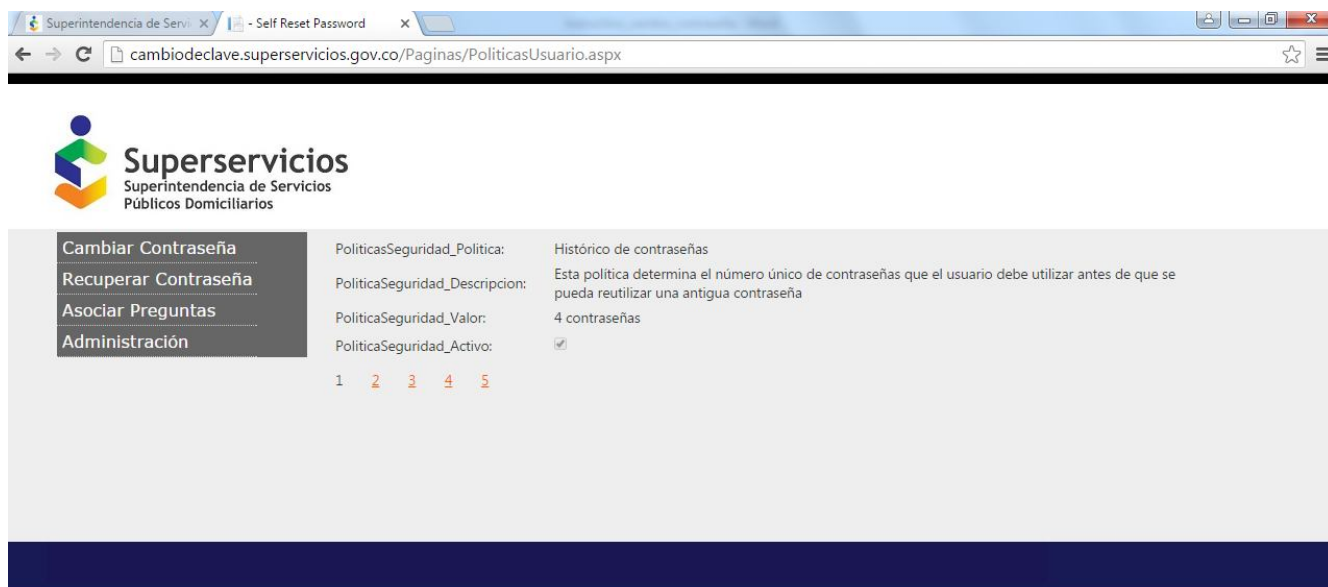 Superintendencia de Servi
- Self Reset Password
cambiodeclave.superservicios.gov.co/Paginas/PoliticasUsuario.aspx
Superservicios
Superintendencia de Servicios
Públicos Domiciliarios
Cambiar Contraseña
Recuperar Contraseña
Asociar Preguntas
Administración
PoliticasSeguridad_Politica: Histórico de contraseñas
PoliticaSeguridad_Descripcion: Esta política determina el número único de contraseñas que el usuario debe utilizar antes de que se
pueda reutilizar una antigua contraseña
PoliticaSeguridad_Valor: 4 contraseñas
PoliticaSeguridad_Activo:
1 2 3 4 5